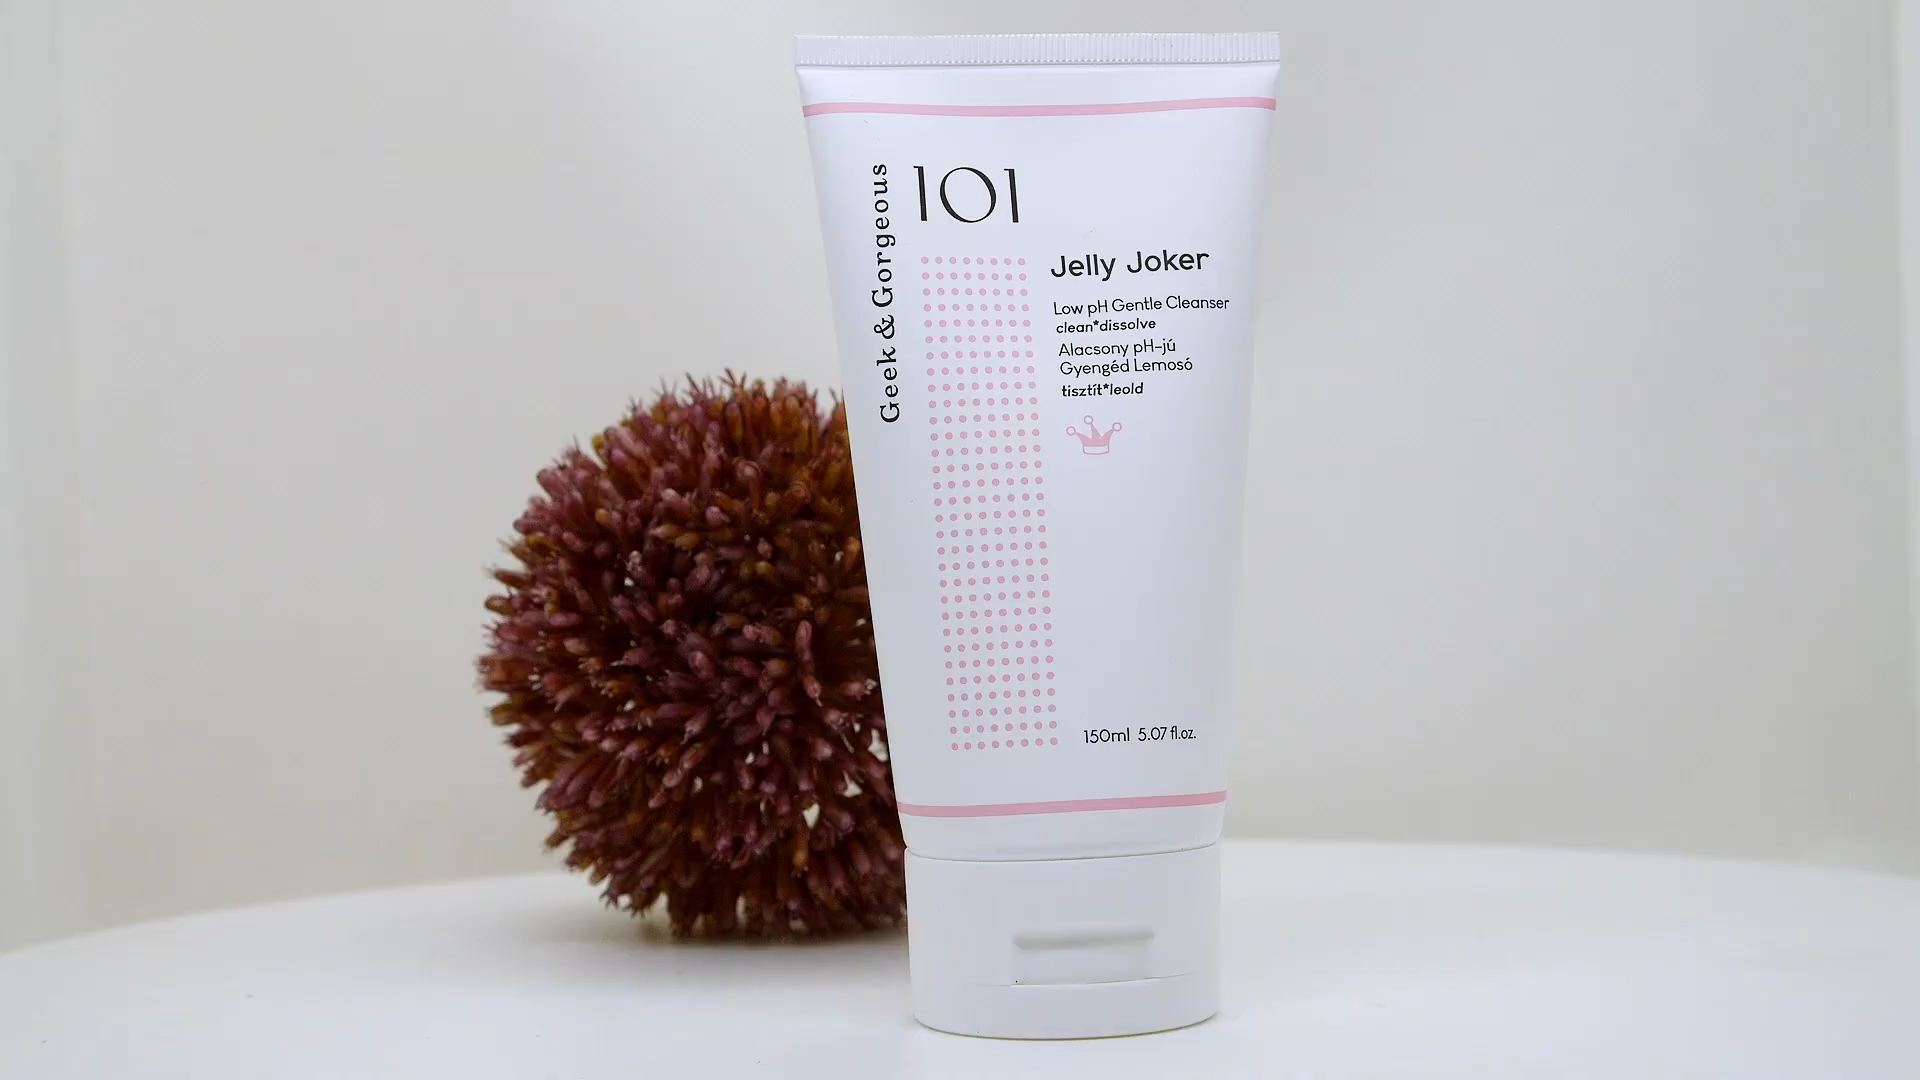 Geek & Gorgeous
101
Jelly Joker
Low pH Gentle Cleanser
clean*dissolve
Alacsony pH-jú
Gyengéd Lemosó
tisztít*leold
150ml 5.07 fl.oz.